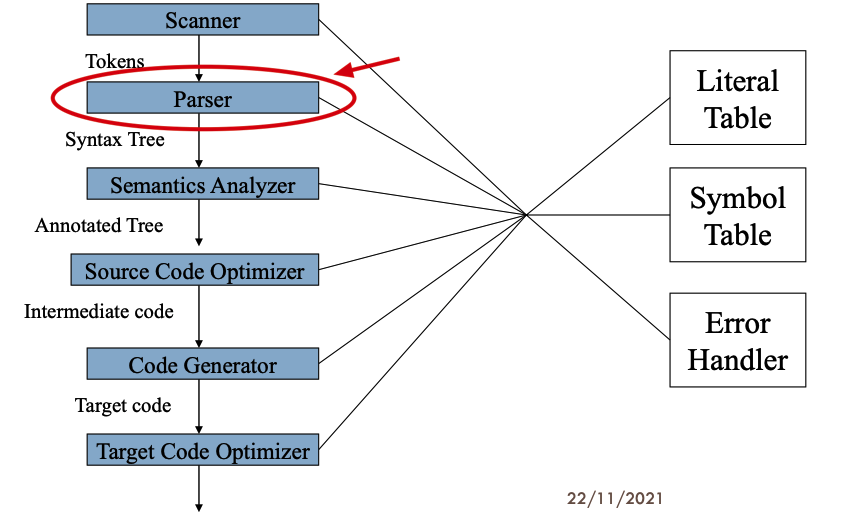 Scanner
Tokens
Parser
Syntax Tree
Semantics Analyzer
Annotated Tree
Source Code Optimizer
Intermediate code
Code Generator
Target code
Target Code Optimizer
Literal
Table
Symbol
Table
Error
Handler
22/11/2021